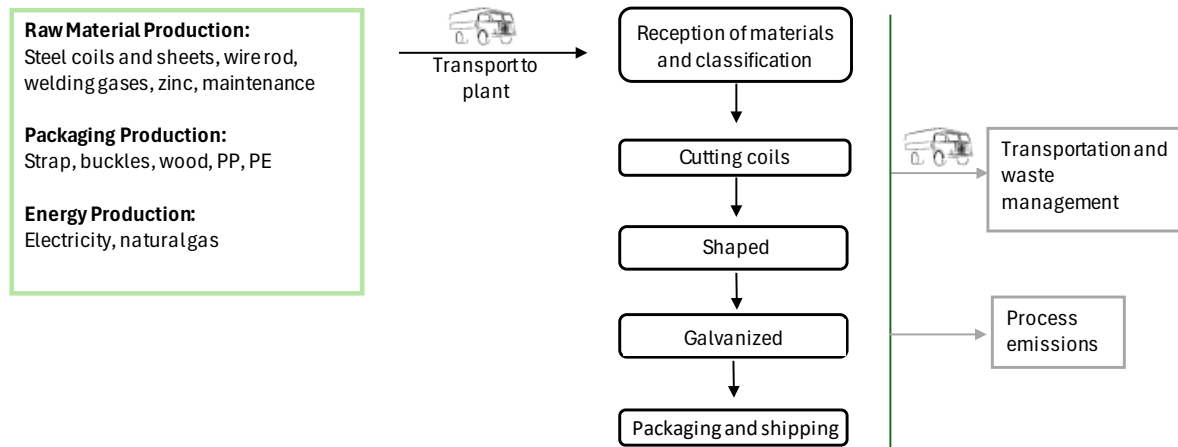 Raw Material Production:
Steel coils and sheets, wire rod,
welding gases, zinc, maintenance
Packaging Production:
Strap, buckles, wood, PP, PE
Energy Production:
Electricity, natural gas
Transport to
plant
Reception of materials
and classification
Cutting coils
Shaped
Galvanized
Packaging and shipping
Transportation and
waste
management
Process
emissions